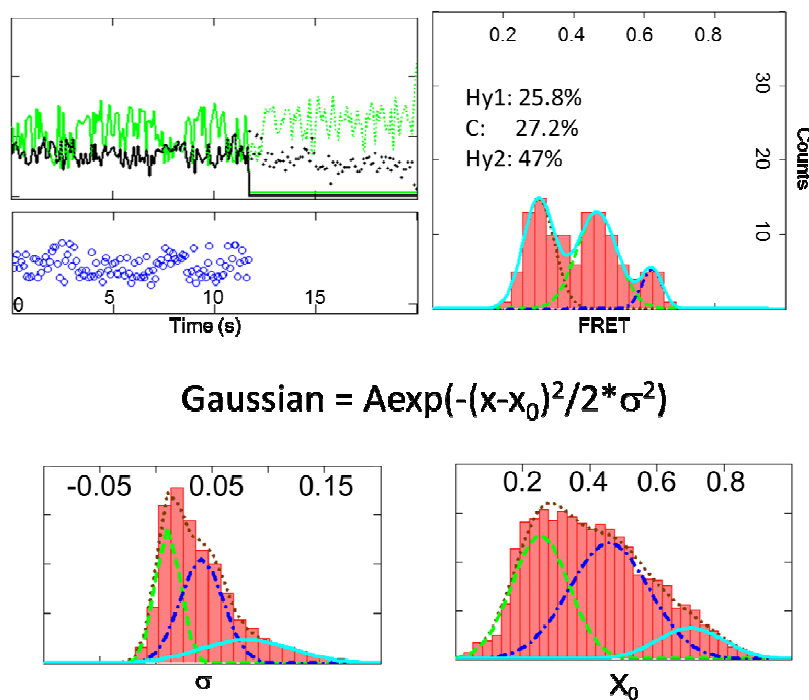 0.2 0.4 0.6 0.8
Hy1: 25.8%
C: 27.2%
Hy2: 47%
30
20
10
Counts
0 5 10 15
Time (s)
FRET
Gaussian = Aexp(-(x-x₀)²/2*σ²)
-0.05 0.05 0.15
σ
0.2 0.4 0.6 0.8
X₀